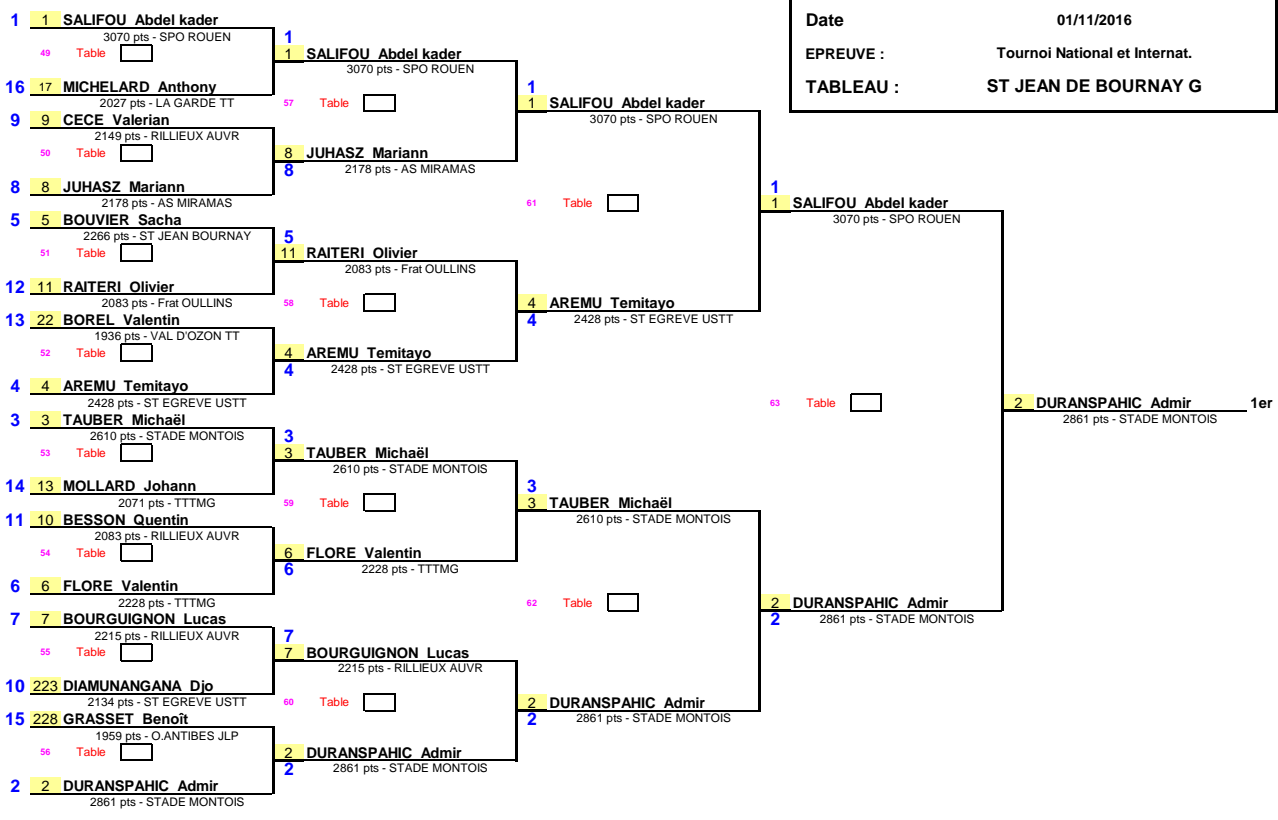 Date 01/11/2016
EPREUVE : Tournoi National et Internat.
TABLEAU : ST JEAN DE BOURNAY G
1 1 SALIFOU Abdel kader
3070 pts - SPO ROUEN
49 Table
16 17 MICHELARD Anthony
2027 pts - LA GARDE TT
9 9 CECE Valerian
2149 pts - RILLIEUX AUVR
50 Table
8 8 JUHASZ Mariann
2178 pts - AS MIRAMAS
5 5 BOUVIER Sacha
2266 pts - ST JEAN BOURNAY
51 Table
12 11 RAITERI Olivier
2083 pts - Frat OULLINS
13 22 BOREL Valentin
1936 pts - VAL D'OZON TT
52 Table
4 4 AREMU Temitayo
2428 pts - ST EGREVE USTT
3 3 TAUBER Michaël
2610 pts - STADE MONTOIS
53 Table
14 13 MOLLARD Johann
2071 pts - TTTMG
11 10 BESSON Quentin
2083 pts - RILLIEUX AUVR
54 Table
6 6 FLORE Valentin
2228 pts - TTTMG
7 7 BOURGUIGNON Lucas
2215 pts - RILLIEUX AUVR
55 Table
10 223 DIAMUNANGANA Djo
2134 pts - ST EGREVE USTT
15 228 GRASSET Benoît
1959 pts - O.ANTIBES JLP
56 Table
2 2 DURANSPAHIC Admir
2861 pts - STADE MONTOIS
1
1 SALIFOU Abdel kader
3070 pts - SPO ROUEN
57 Table
8 JUHASZ Mariann
8 2178 pts - AS MIRAMAS
5
11 RAITERI Olivier
2083 pts - Frat OULLINS
58 Table
4 AREMU Temitayo
4 2428 pts - ST EGREVE USTT
3
3 TAUBER Michaël
2610 pts - STADE MONTOIS
59 Table
6 FLORE Valentin
6 2228 pts - TTTMG
7
7 BOURGUIGNON Lucas
2215 pts - RILLIEUX AUVR
60 Table
2 DURANSPAHIC Admir
2 2861 pts - STADE MONTOIS
1
1 SALIFOU Abdel kader
3070 pts - SPO ROUEN
61 Table
4 AREMU Temitayo
4 2428 pts - ST EGREVE USTT
3
3 TAUBER Michaël
2610 pts - STADE MONTOIS
62 Table
2 DURANSPAHIC Admir
2 2861 pts - STADE MONTOIS
1
1 SALIFOU Abdel kader
3070 pts - SPO ROUEN
63 Table
2 DURANSPAHIC Admir
2 2861 pts - STADE MONTOIS
2 DURANSPAHIC Admir 1er
2861 pts - STADE MONTOIS